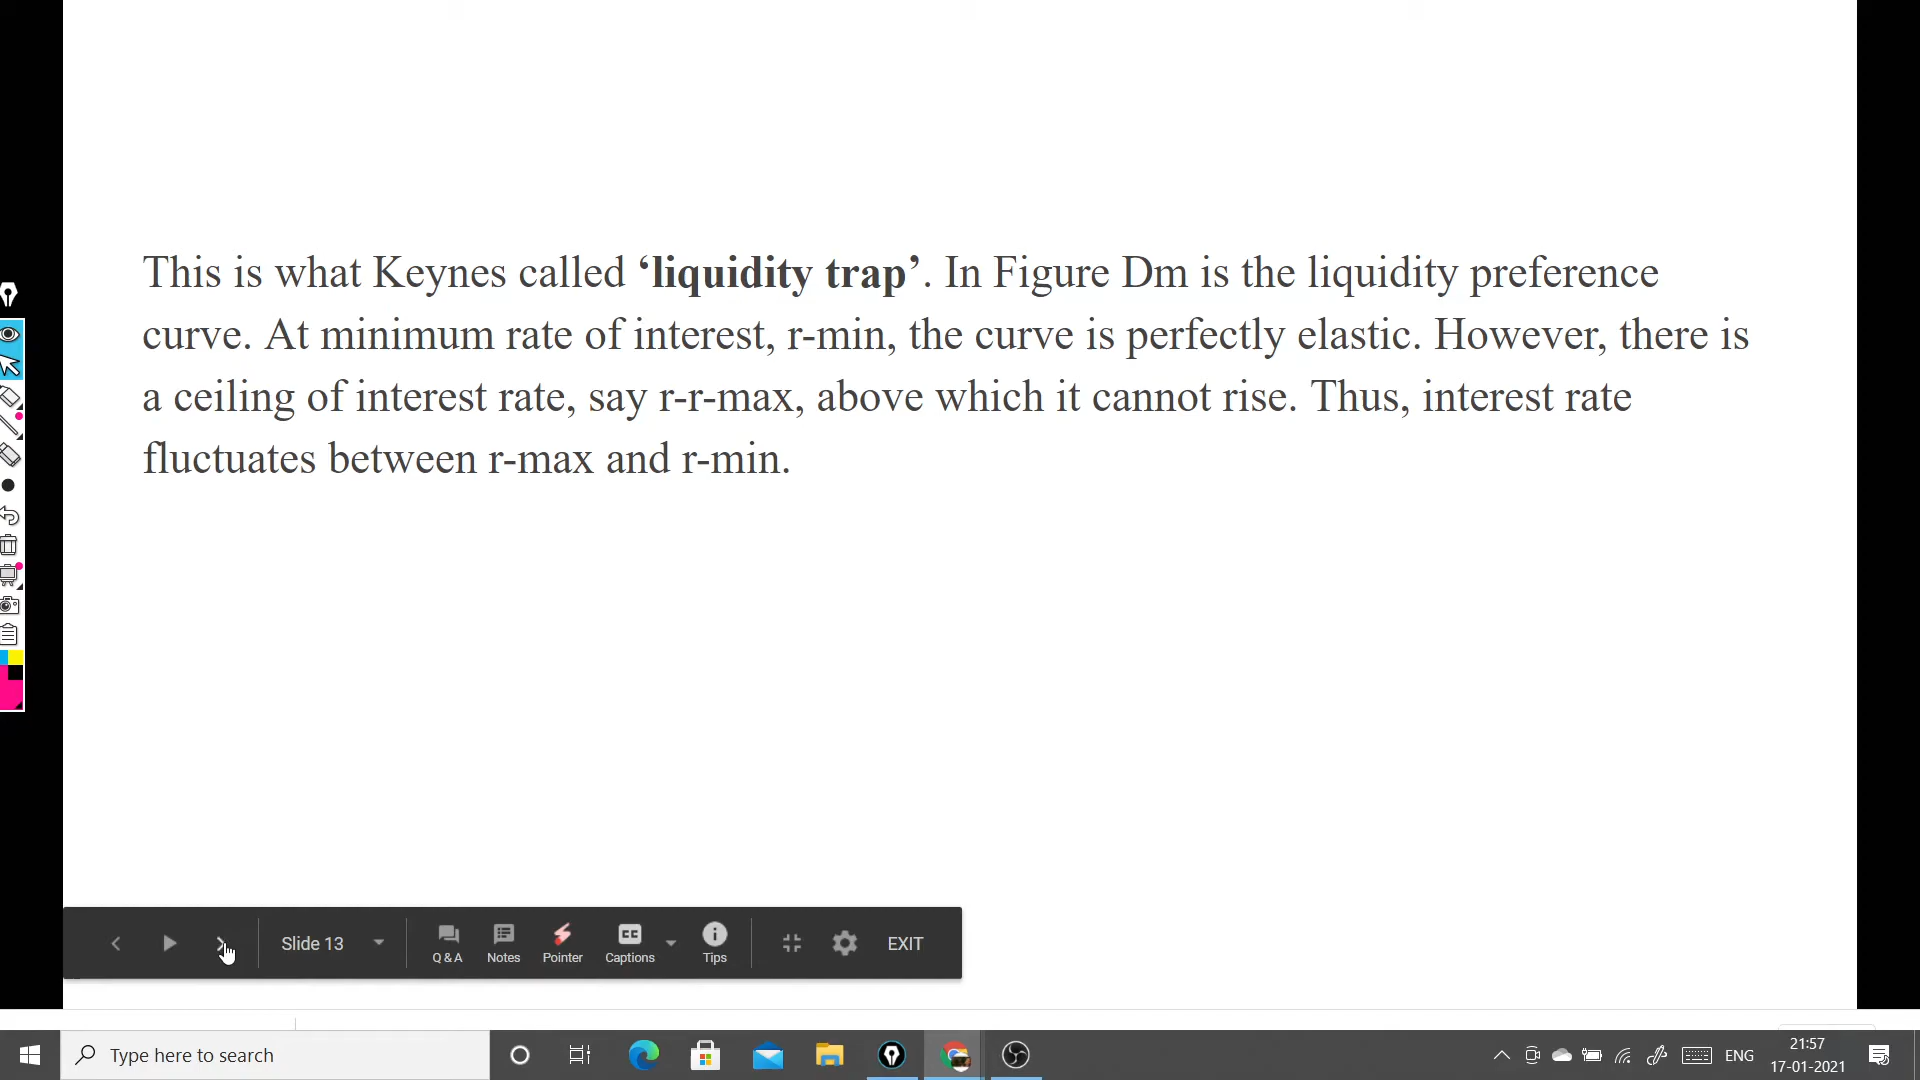 This is what Keynes called ‘liquidity trap’. In Figure Dm is the liquidity preference
curve. At minimum rate of interest, r-min, the curve is perfectly elastic. However, there is
a ceiling of interest rate, say r-r-max, above which it cannot rise. Thus, interest rate
fluctuates between r-max and r-min.
Slide 13
Q & A
Notes
Pointer
CC
Captions
Tips
EXIT
Type here to search
ENG
21:57
17-01-2021